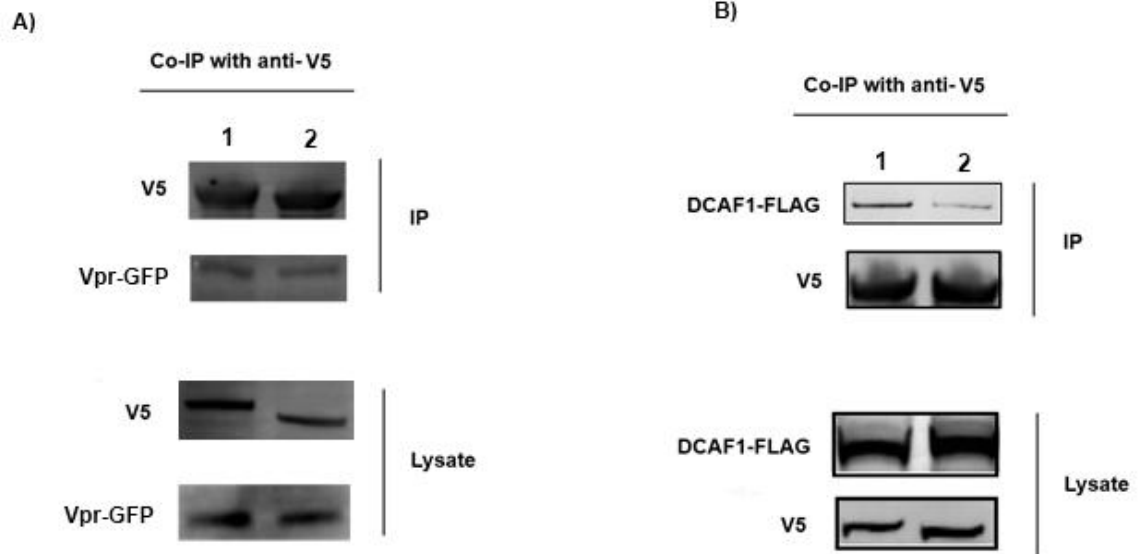 A)
Co-IP with anti-V5
1 2
V5
IP
Vpr-GFP
V5
Lysate
Vpr-GFP
B)
Co-IP with anti-V5
1 2
DCAF1-FLAG
IP
V5
DCAF1-FLAG
Lysate
V5